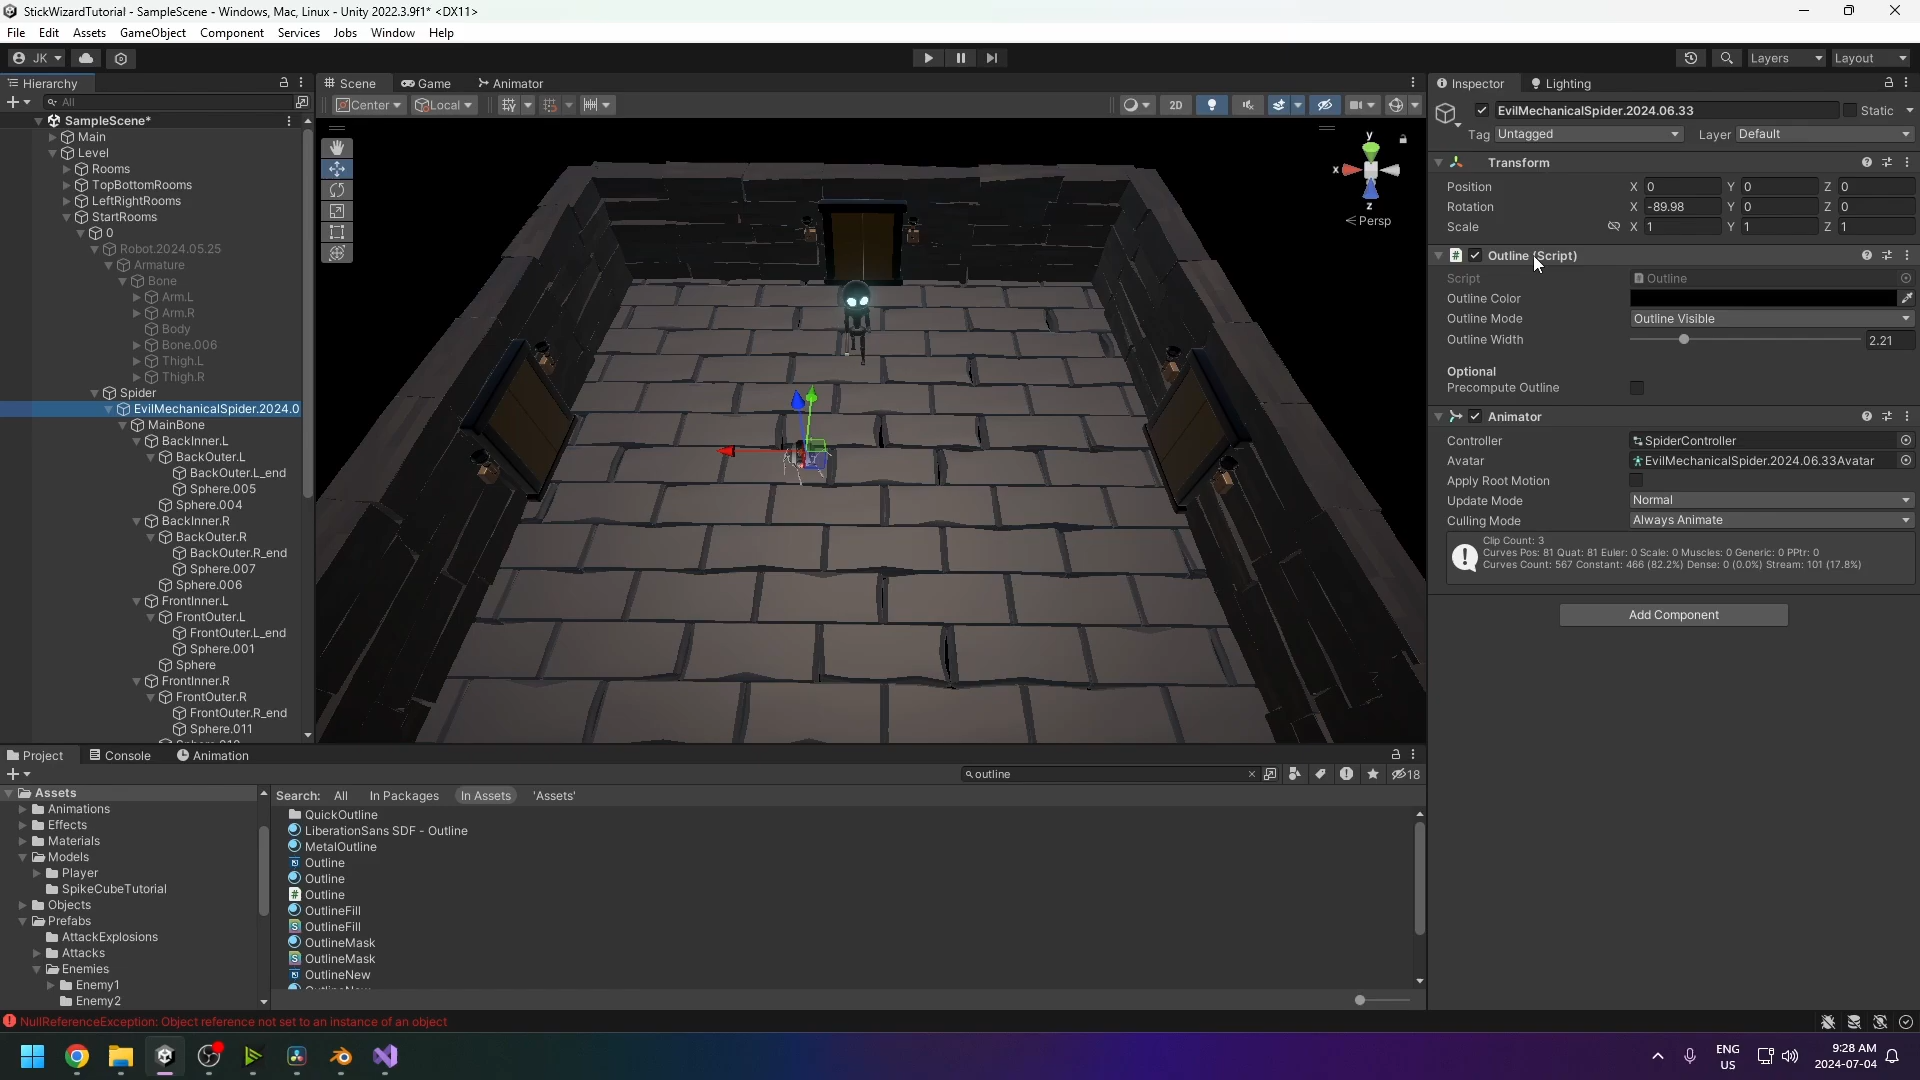 StickWizardTutorial - SampleScene - Windows, Mac, Linux - Unity 2022.3.9f1* <DX11>
File Edit Assets GameObject Component Services Jobs Window Help
JK Layers Layout
Hierarchy
All
SampleScene*
Main
Level
Rooms
TopBottomRooms
LeftRightRooms
StartRooms
0
Robot.2024.05.25
Armature
Bone
Arm.L
Arm.R
Body
Bone.006
Thigh.L
Thigh.R
Spider
EvilMechanicalSpider.2024.0
MainBone
BackInner.L
BackOuter.L
BackOuter.L_end
Sphere.005
Sphere.004
BackInner.R
BackOuter.R
BackOuter.R_end
Sphere.007
Sphere.006
FrontInner.L
FrontOuter.L
FrontOuter.L_end
Sphere.001
Sphere
FrontInner.R
FrontOuter.R
FrontOuter.R_end
Sphere.011
Scene Game Animator
Center Local 2D
y
x
z
Persp
Inspector Lighting
EvilMechanicalSpider.2024.06.33 Static
Tag Untagged Layer Default
Transform
Position X 0 Y 0 Z 0
Rotation X -89.98 Y 0 Z 0
Scale X 1 Y 1 Z 1
Outline (Script)
Script Outline
Outline Color
Outline Mode Outline Visible
Outline Width 2.21
Optional
Precompute Outline
Animator
Controller SpiderController
Avatar EvilMechanicalSpider.2024.06.33Avatar
Apply Root Motion
Update Mode Normal
Culling Mode Always Animate
Clip Count: 3
Curves Pos: 81 Quat: 81 Euler: 0 Scale: 0 Muscles: 0 Generic: 0 PPtr: 0
Curves Count: 567 Constant: 466 (82.2%) Dense: 0 (0.0%) Stream: 101 (17.8%)
Add Component
Project Console Animation
outline
18
Assets
Animations
Effects
Materials
Models
Player
SpikeCubeTutorial
Objects
Prefabs
AttackExplosions
Attacks
Enemies
Enemy1
Enemy2
Search: All In Packages In Assets 'Assets'
QuickOutline
LiberationSans SDF - Outline
MetalOutline
Outline
Outline
Outline
OutlineFill
OutlineFill
OutlineMask
OutlineMask
OutlineNew
NullReferenceException: Object reference not set to an instance of an object
ENG
US
9:28 AM
2024-07-04